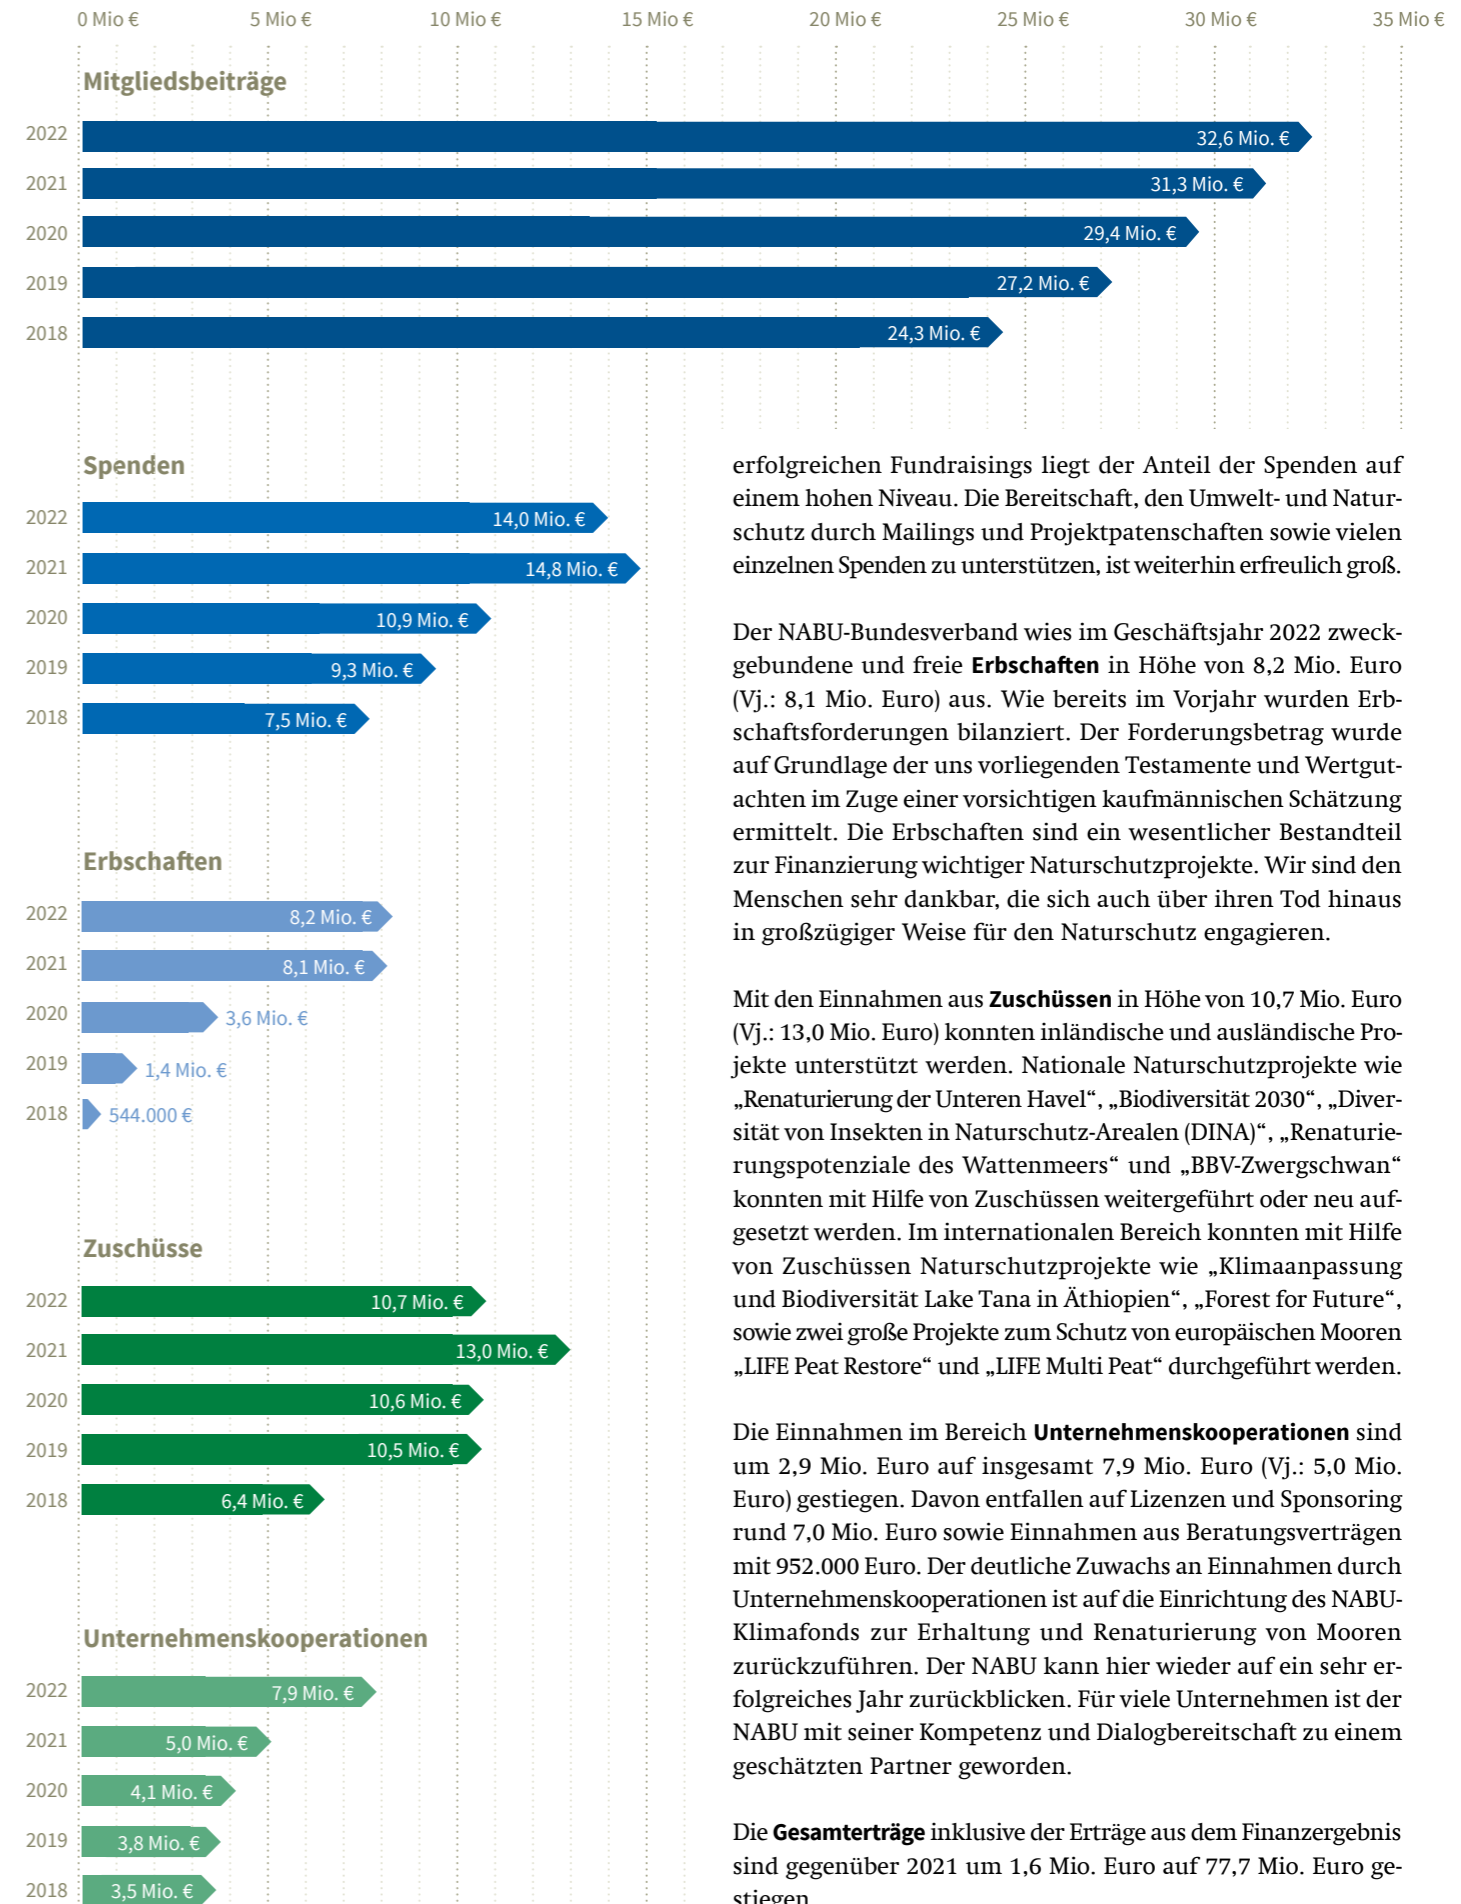 0 Mio € 5 Mio € 10 Mio € 15 Mio € 20 Mio € 25 Mio € 30 Mio € 35 Mio €
Mitgliedsbeiträge
2022 32,6 Mio. €
2021 31,3 Mio. €
2020 29,4 Mio. €
2019 27,2 Mio. €
2018 24,3 Mio. €
Spenden
2022 14,0 Mio. €
2021 14,8 Mio. €
2020 10,9 Mio. €
2019 9,3 Mio. €
2018 7,5 Mio. €
Erbschaften
2022 8,2 Mio. €
2021 8,1 Mio. €
2020 3,6 Mio. €
2019 1,4 Mio. €
2018 544.000 €
Zuschüsse
2022 10,7 Mio. €
2021 13,0 Mio. €
2020 10,6 Mio. €
2019 10,5 Mio. €
2018 6,4 Mio. €
Unternehmenskooperationen
2022 7,9 Mio. €
2021 5,0 Mio. €
2020 4,1 Mio. €
2019 3,8 Mio. €
2018 3,5 Mio. €
erfolgreichen Fundraisings liegt der Anteil der Spenden auf
einem hohen Niveau. Die Bereitschaft, den Umwelt- und Natur-
schutz durch Mailings und Projektpatenschaften sowie vielen
einzelnen Spenden zu unterstützen, ist weiterhin erfreulich groß.
Der NABU-Bundesverband wies im Geschäftsjahr 2022 zweck-
gebundene und freie Erbschaften in Höhe von 8,2 Mio. Euro
(Vj.: 8,1 Mio. Euro) aus. Wie bereits im Vorjahr wurden Erb-
schaftsforderungen bilanziert. Der Forderungsbetrag wurde
auf Grundlage der uns vorliegenden Testamente und Wertgut-
achten im Zuge einer vorsichtigen kaufmännischen Schätzung
ermittelt. Die Erbschaften sind ein wesentlicher Bestandteil
zur Finanzierung wichtiger Naturschutzprojekte. Wir sind den
Menschen sehr dankbar, die sich auch über ihren Tod hinaus
in großzügiger Weise für den Naturschutz engagieren.
Mit den Einnahmen aus Zuschüssen in Höhe von 10,7 Mio. Euro
(Vj.: 13,0 Mio. Euro) konnten inländische und ausländische Pro-
jekte unterstützt werden. Nationale Naturschutzprojekte wie
„Renaturierung der Unteren Havel“, „Biodiversität 2030“, „Diver-
sität von Insekten in Naturschutz-Arealen (DINA)“, „Renaturie-
rungspotenziale des Wattenmeers“ und „BBV-Zwergschwan“
konnten mit Hilfe von Zuschüssen weitergeführt oder neu auf-
gesetzt werden. Im internationalen Bereich konnten mit Hilfe
von Zuschüssen Naturschutzprojekte wie „Klimaanpassung
und Biodiversität Lake Tana in Äthiopien“, „Forest for Future“,
sowie zwei große Projekte zum Schutz von europäischen Mooren
„LIFE Peat Restore“ und „LIFE Multi Peat“ durchgeführt werden.
Die Einnahmen im Bereich Unternehmenskooperationen sind
um 2,9 Mio. Euro auf insgesamt 7,9 Mio. Euro (Vj.: 5,0 Mio.
Euro) gestiegen. Davon entfallen auf Lizenzen und Sponsoring
rund 7,0 Mio. Euro sowie Einnahmen aus Beratungsverträgen
mit 952.000 Euro. Der deutliche Zuwachs an Einnahmen durch
Unternehmenskooperationen ist auf die Einrichtung des NABU-
Klimafonds zur Erhaltung und Renaturierung von Mooren
zurückzuführen. Der NABU kann hier wieder auf ein sehr er-
folgreiches Jahr zurückblicken. Für viele Unternehmen ist der
NABU mit seiner Kompetenz und Dialogbereitschaft zu einem
geschätzten Partner geworden.
Die Gesamterträge inklusive der Erträge aus dem Finanzergebnis
sind gegenüber 2021 um 1,6 Mio. Euro auf 77,7 Mio. Euro ge-
stiegen.